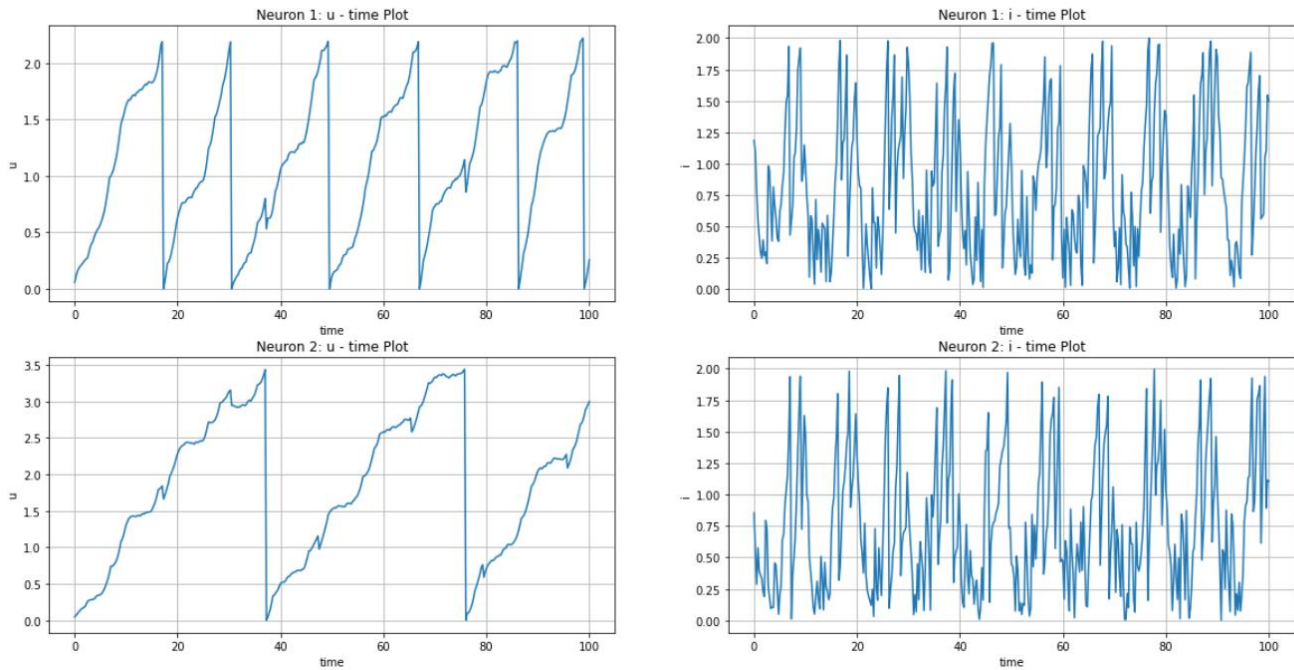 Neuron 1: u - time Plot
u
2.0
1.5
1.0
0.5
0.0
0 20 40 60 80 100
time
Neuron 1: i - time Plot
i
2.00
1.75
1.50
1.25
1.00
0.75
0.50
0.25
0.00
0 20 40 60 80 100
time
Neuron 2: u - time Plot
u
3.5
3.0
2.5
2.0
1.5
1.0
0.5
0.0
0 20 40 60 80 100
time
Neuron 2: i - time Plot
i
2.00
1.75
1.50
1.25
1.00
0.75
0.50
0.25
0.00
0 20 40 60 80 100
time